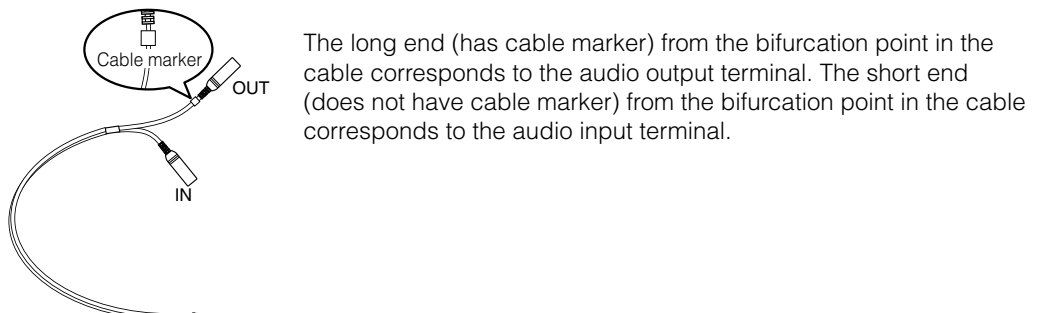 Cable marker
OUT
IN
The long end (has cable marker) from the bifurcation point in the
cable corresponds to the audio output terminal. The short end
(does not have cable marker) from the bifurcation point in the cable
corresponds to the audio input terminal.